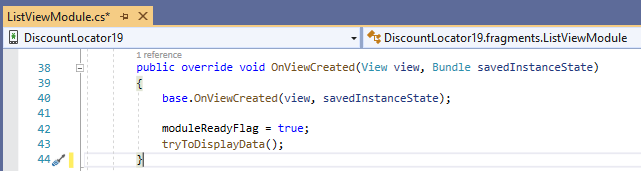 ListViewModule.cs*
DiscountLocator19 DiscountLocator19.fragments.ListViewModule
1 reference
38 public override void OnViewCreated(View view, Bundle savedInstanceState)
39 {
40 base.OnViewCreated(view, savedInstanceState);
41
42 moduleReadyFlag = true;
43 tryToDisplayData();
44 }